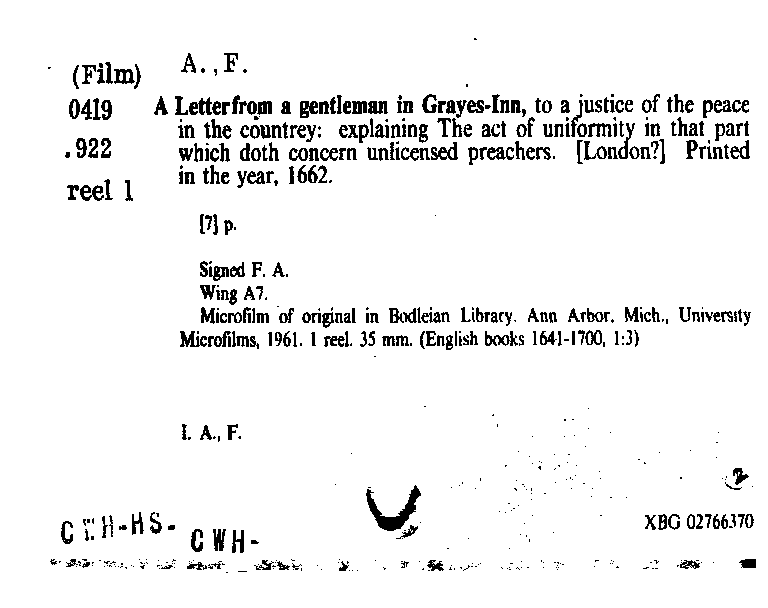 A., F.
(Film)
0419
.922
reel 1
A Letter from a gentleman in Grayes-Inn, to a justice of the peace
in the countrey: explaining The act of uniformity in that part
which doth concern unlicensed preachers. [London?] Printed
in the year, 1662.
[7] p.
Signed F. A.
Wing A7.
Microfilm of original in Bodleian Library. Ann Arbor, Mich., University
Microfilms, 1961. 1 reel. 35 mm. (English books 1641-1700, 1:3)
I. A., F.
2
XBG 02766370
CWH-HS- CWH-